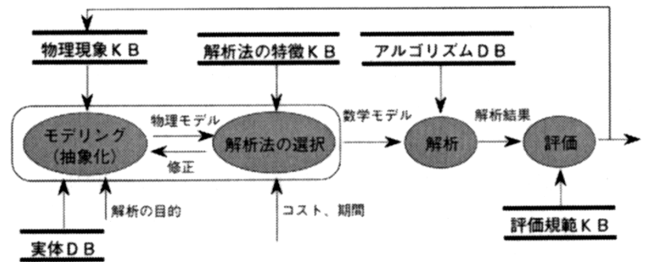 物理現象KB
解析法の特徴KB
アルゴリズムDB
モデリング
(抽象化)
物理モデル
修正
解析法の選択
数学モデル
解析
解析結果
評価
解析の目的
コスト、期間
実体DB
評価規範KB